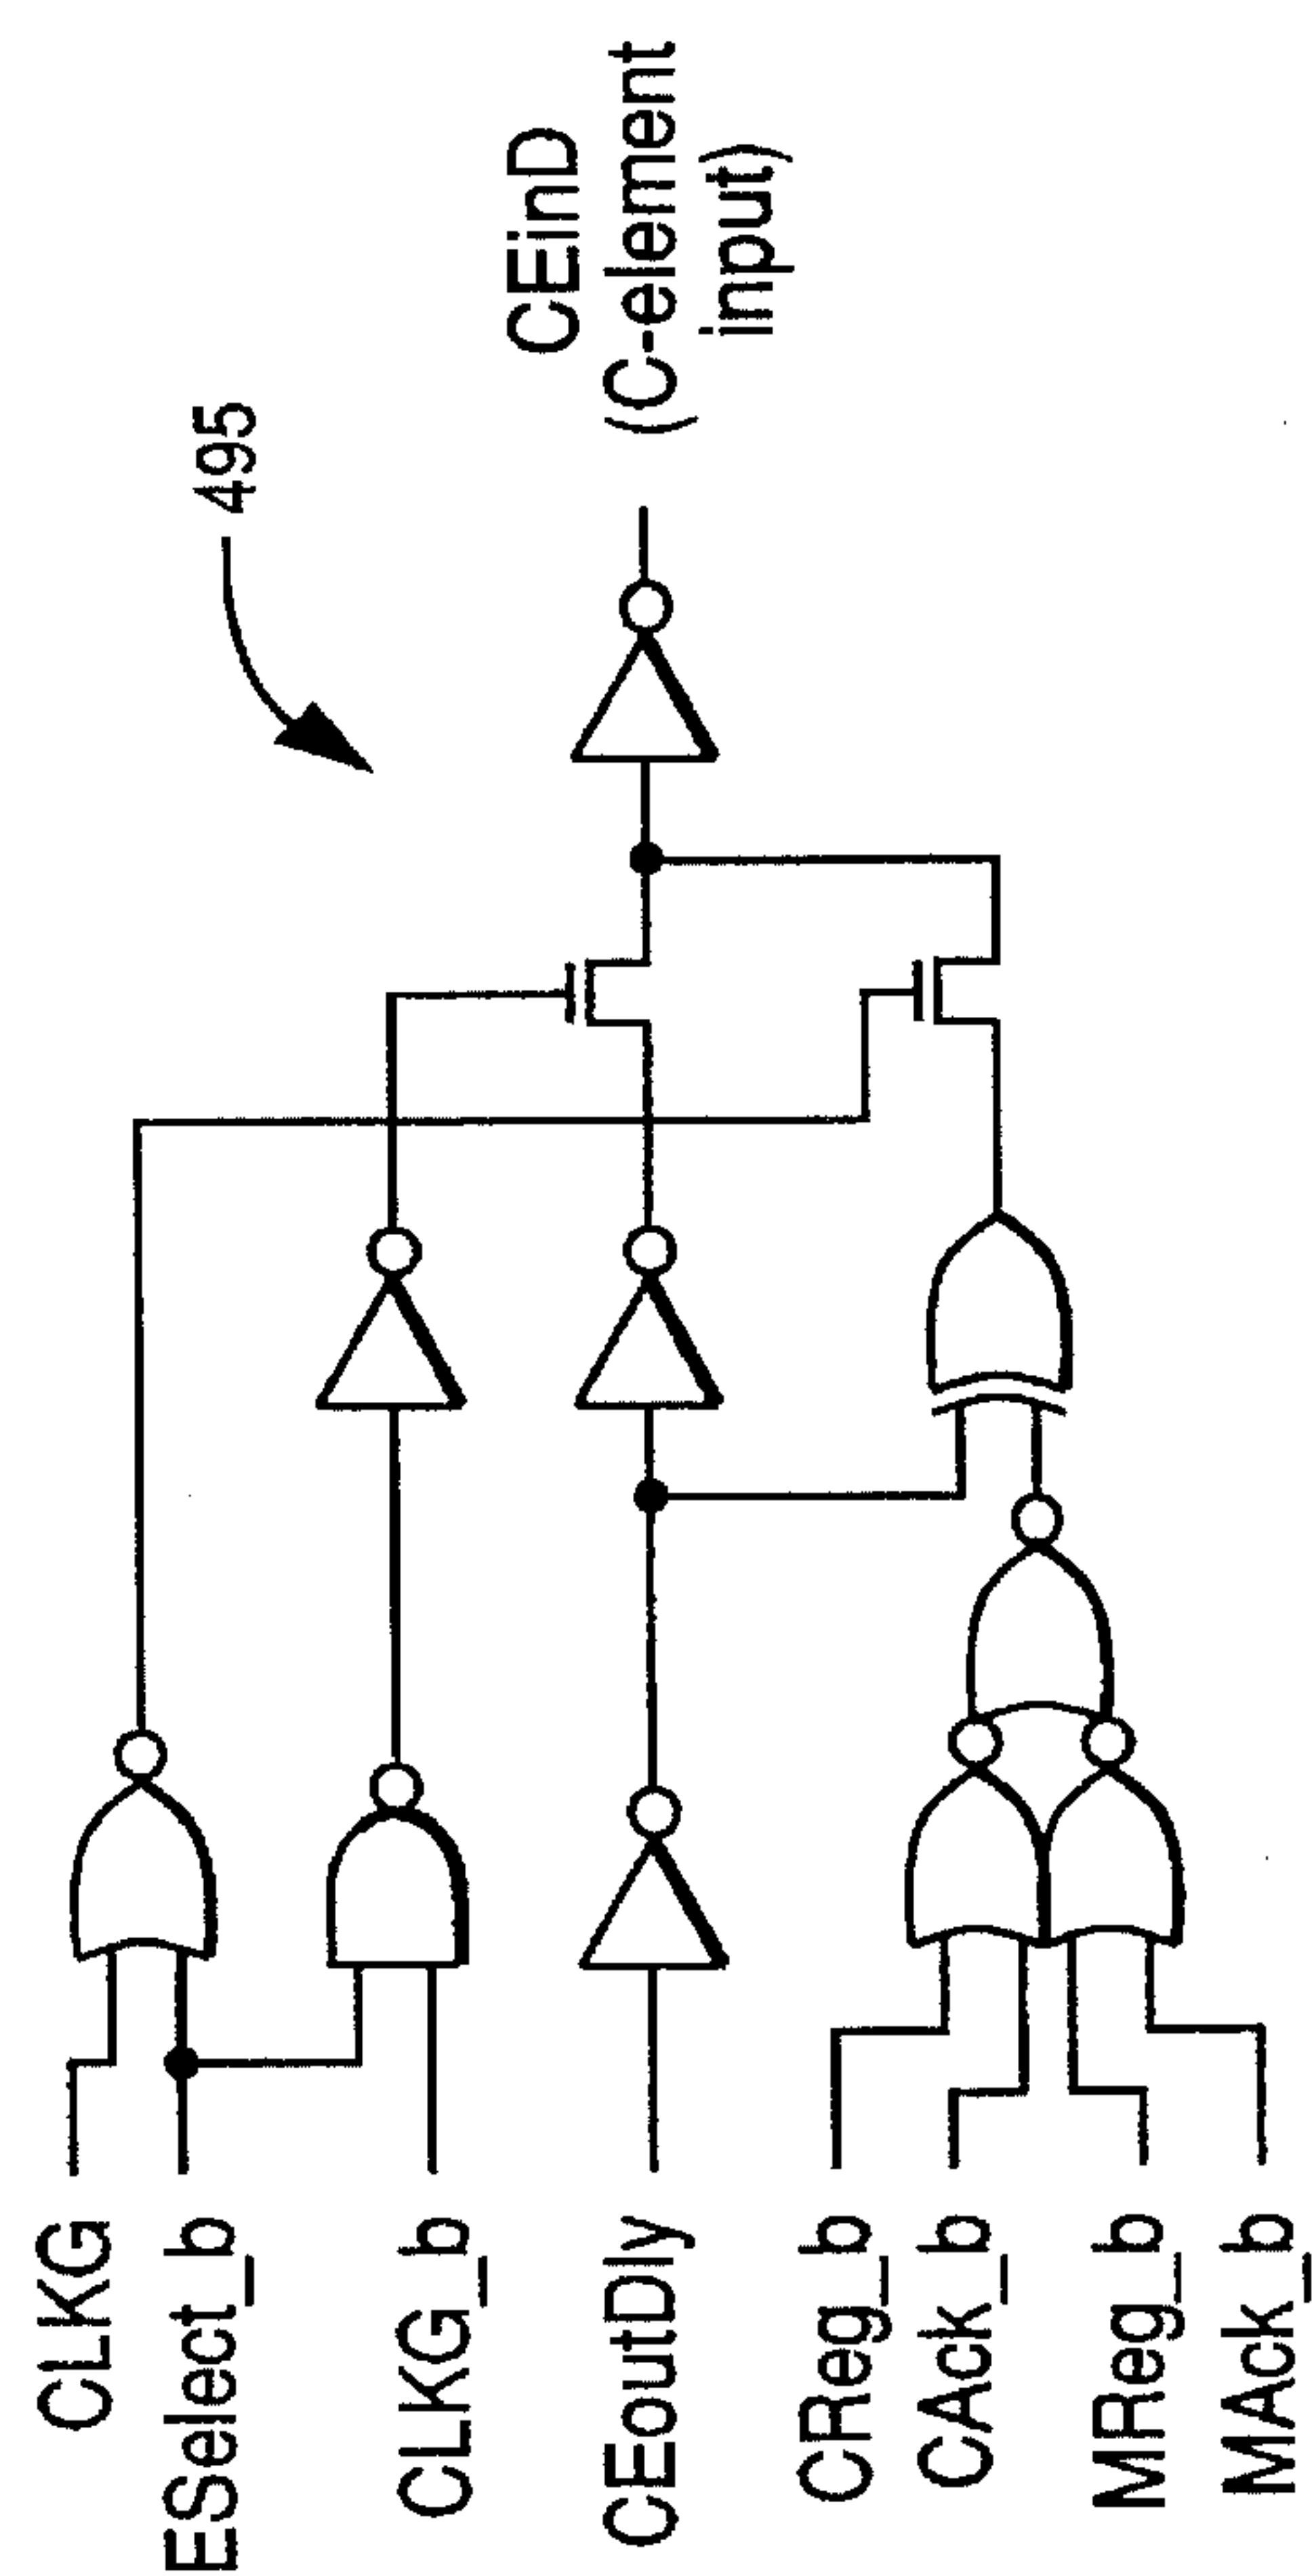 CLKG
ESelect_b
CLKG_b
CEoutDly
CReg_b
CAck_b
MReg_b
MAck_b
495
CEinD
(C-element
input)